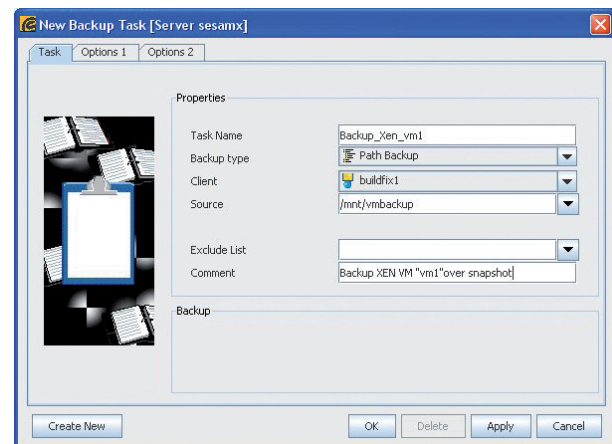 New Backup Task [Server sesamx]
Task Options 1 Options 2
Properties
Task Name Backup_Xen_vm1
Backup type Path Backup
Client buildfix1
Source /mnt/vmbackup
Exclude List
Comment Backup XEN VM "vm1"over snapshot
Backup
Create New OK Delete Apply Cancel